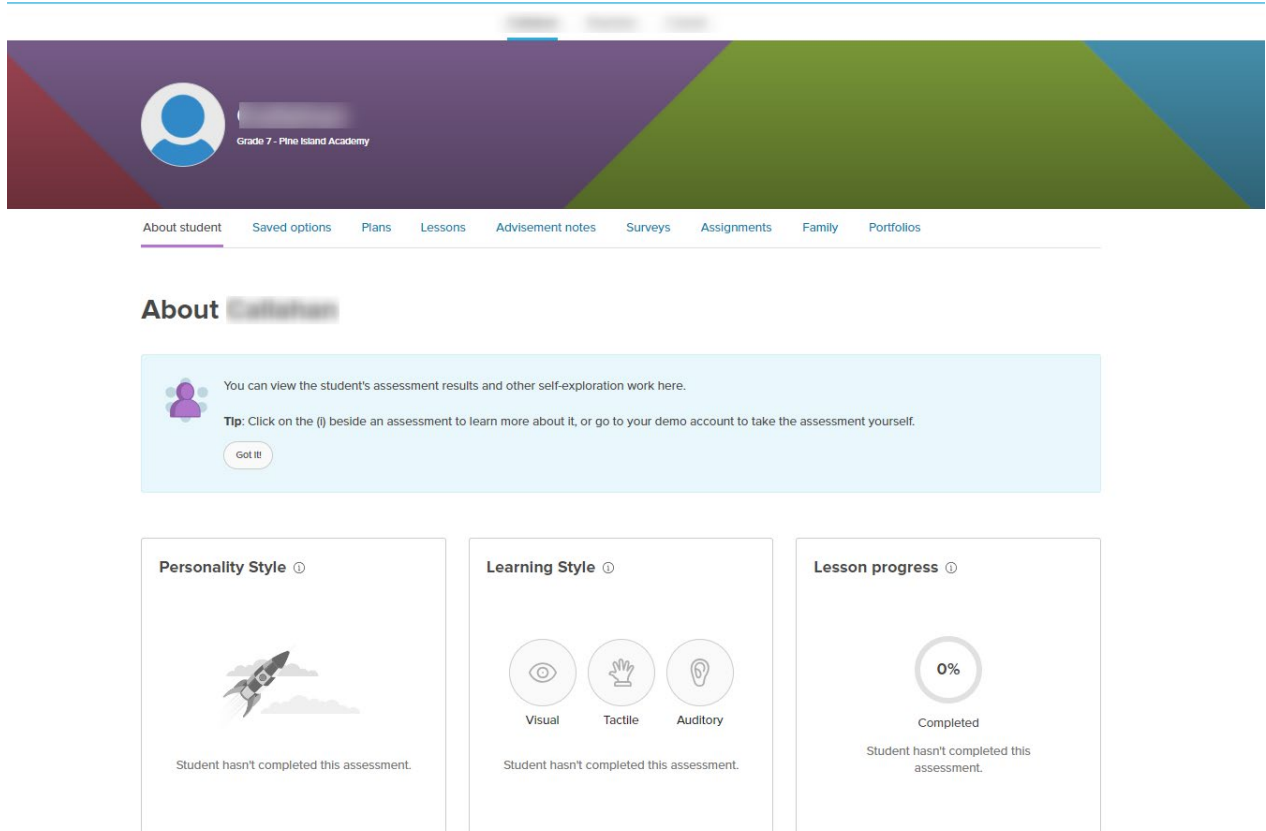 Grade 7 - Pine Island Academy
About student Saved options Plans Lessons Advisement notes Surveys Assignments Family Portfolios
About
You can view the student's assessment results and other self-exploration work here.
Tip: Click on the (i) beside an assessment to learn more about it, or go to your demo account to take the assessment yourself.
Got it!
Personality Style
Student hasn't completed this assessment.
Learning Style
Visual Tactile Auditory
Student hasn't completed this assessment.
Lesson progress
0%
Completed
Student hasn't completed this
assessment.